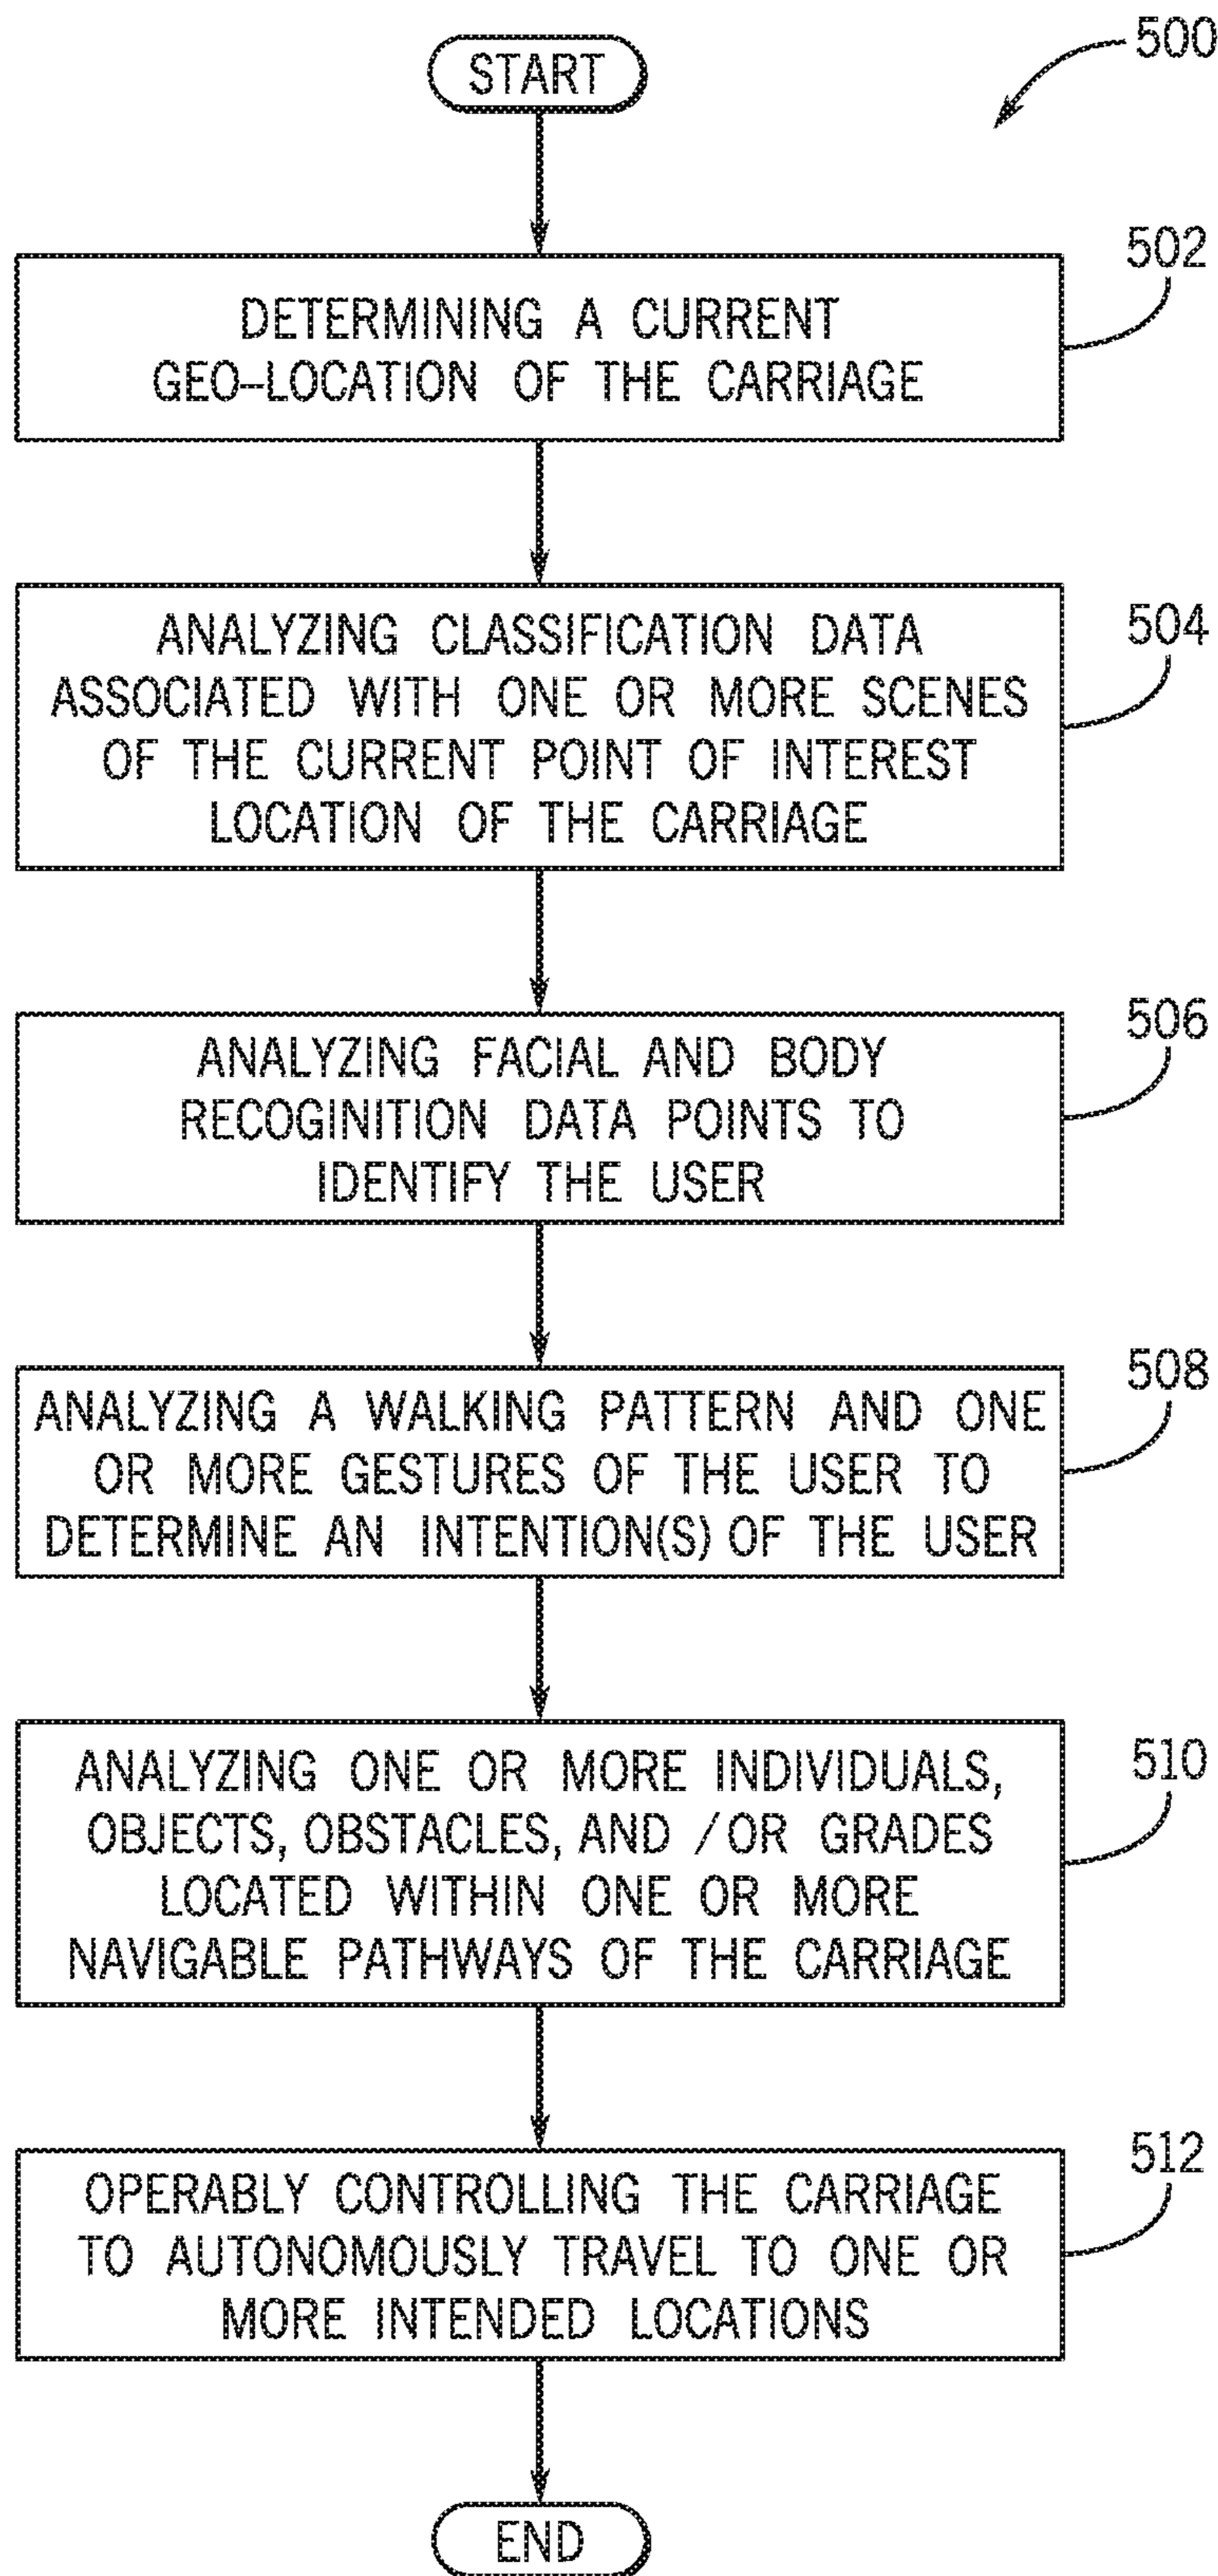 START
500
502
DETERMINING A CURRENT
GEO-LOCATION OF THE CARRIAGE
504
ANALYZING CLASSIFICATION DATA
ASSOCIATED WITH ONE OR MORE SCENES
OF THE CURRENT POINT OF INTEREST
LOCATION OF THE CARRIAGE
506
ANALYZING FACIAL AND BODY
RECOGINITION DATA POINTS TO
IDENTIFY THE USER
508
ANALYZING A WALKING PATTERN AND ONE
OR MORE GESTURES OF THE USER TO
DETERMINE AN INTENTION(S) OF THE USER
510
ANALYZING ONE OR MORE INDIVIDUALS,
OBJECTS, OBSTACLES, AND /OR GRADES
LOCATED WITHIN ONE OR MORE
NAVIGABLE PATHWAYS OF THE CARRIAGE
512
OPERABLY CONTROLLING THE CARRIAGE
TO AUTONOMOUSLY TRAVEL TO ONE OR
MORE INTENDED LOCATIONS
END